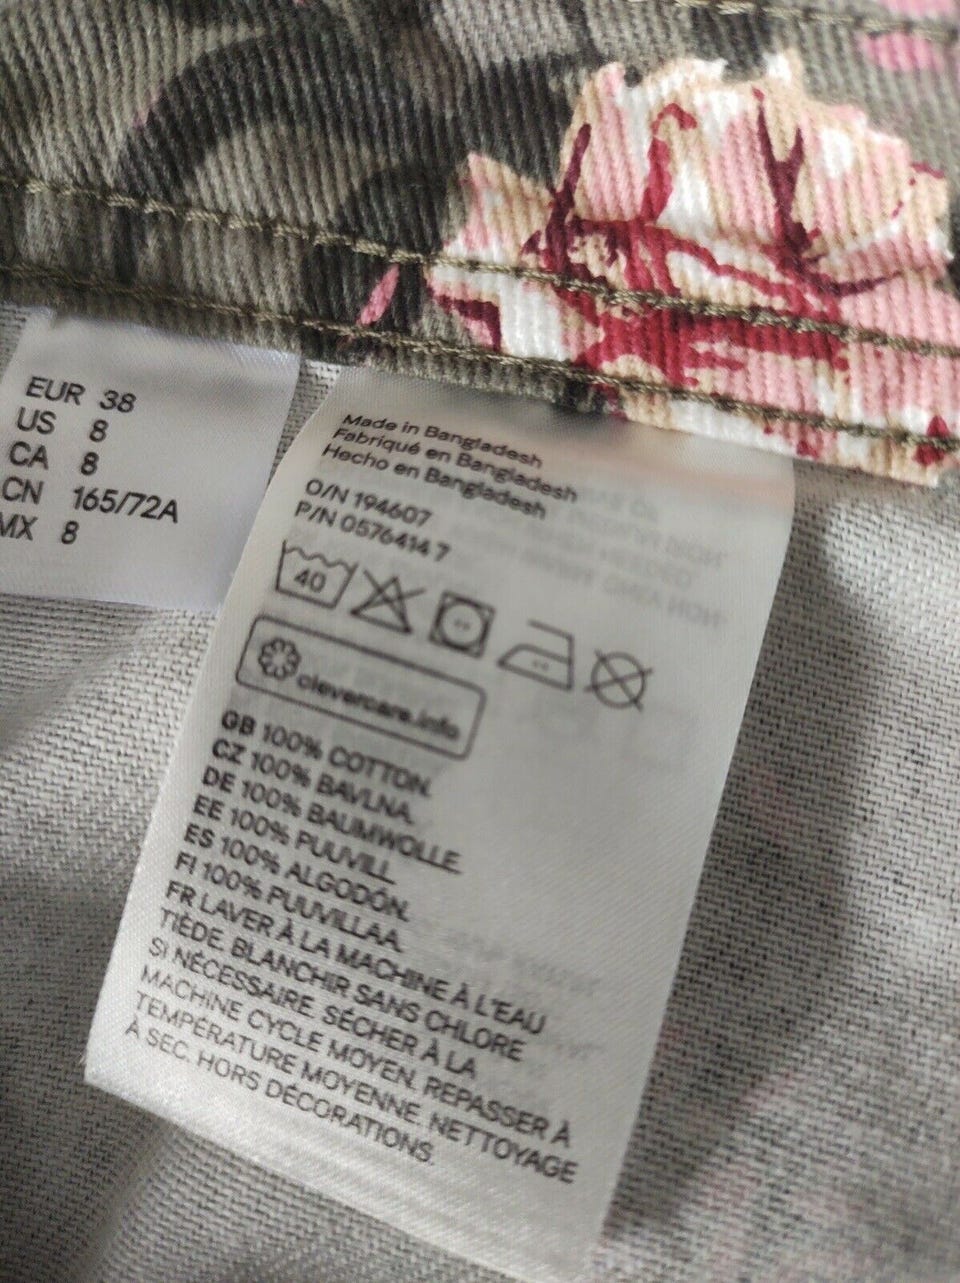 EUR 38
US 8
CA 8
CN 165/72A
MX 8
Made in Bangladesh
Fabriqué en Bangladesh
Hecho en Bangladesh
O/N 194607
P/N 0576414 7
40
clevercare.info
GB 100% COTTON.
CZ 100% BAVLNA.
DE 100% BAUMWOLLE.
EE 100% PUUVILL.
ES 100% ALGODÓN.
FI 100% PUUVILLAA.
FR LAVER À LA MACHINE À L'EAU
TIÈDE. BLANCHIR SANS CHLORE
SI NÉCESSAIRE. SÉCHER À LA
MACHINE CYCLE MOYEN. REPASSER À
TEMPÉRATURE MOYENNE. NETTOYAGE
À SEC. HORS DÉCORATIONS.